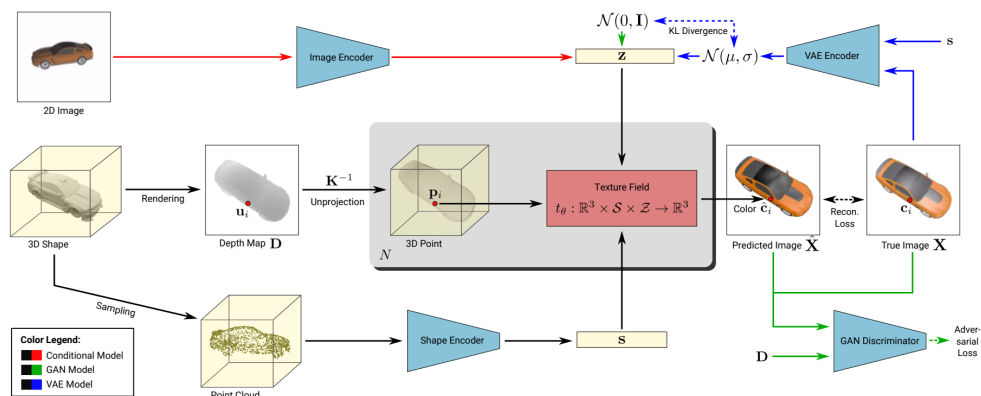 2D Image
Image Encoder
z
𝒩(0, I)
KL Divergence
𝒩(μ, σ)
VAE Encoder
s
3D Shape
Rendering
u_i
Depth Map D
K^{-1}
Unprojection
p_i
3D Point
N
Texture Field
t_θ : ℝ^3 × 𝒮 × 𝒵 → ℝ^3
Color ĉ_i
Predicted Image X̂
Recon.
Loss
c_i
True Image X
Sampling
Point Cloud
Shape Encoder
s
D
GAN Discriminator
Adver-
sarial
Loss
Color Legend:
Conditional Model
GAN Model
VAE Model